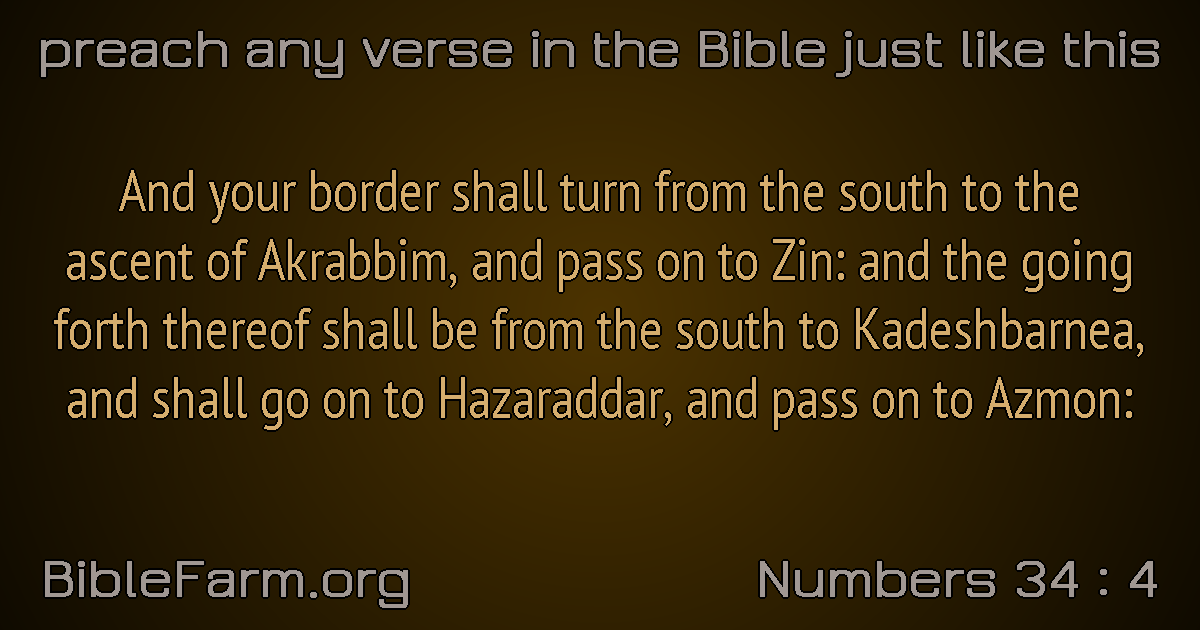 preach any verse in the Bible just like this
And your border shall turn from the south to the
ascent of Akrabbim, and pass on to Zin: and the going
forth thereof shall be from the south to Kadeshbarnea,
and shall go on to Hazaraddar, and pass on to Azmon:
BibleFarm.org
Numbers 34 : 4